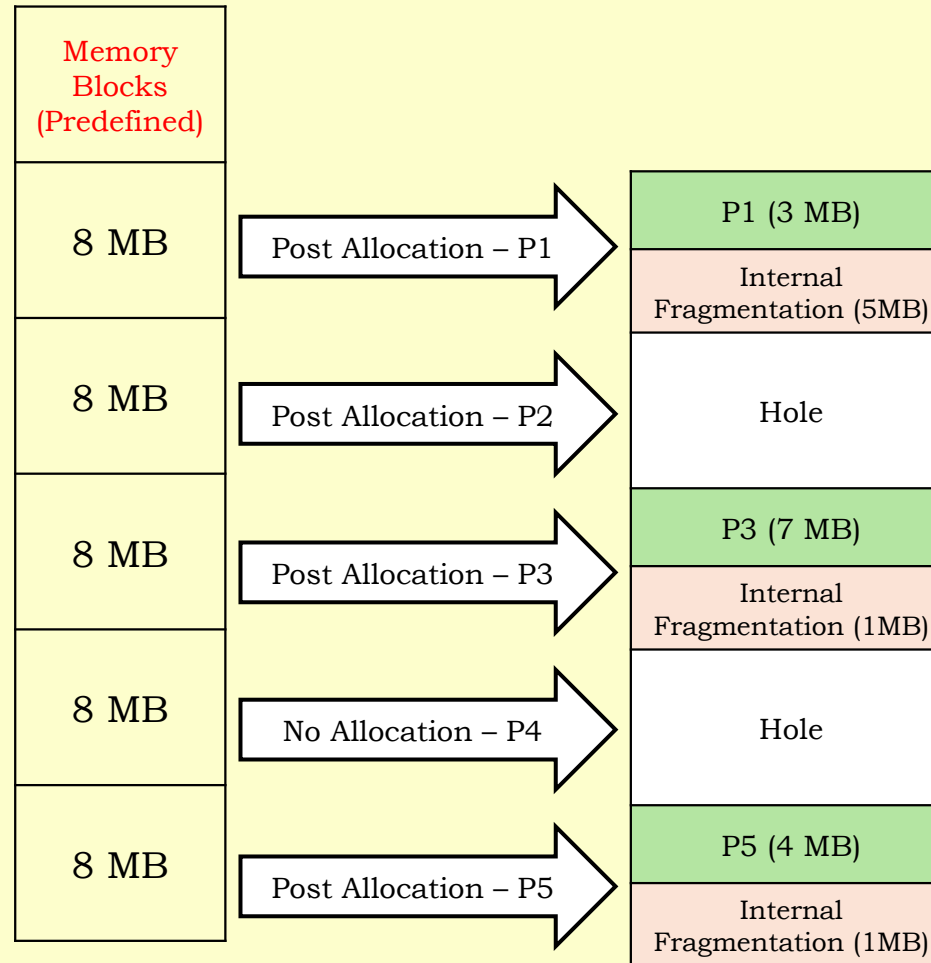 Memory
Blocks
(Predefined)
8 MB
Post Allocation – P1
P1 (3 MB)
Internal
Fragmentation (5MB)
8 MB
Post Allocation – P2
Hole
8 MB
Post Allocation – P3
P3 (7 MB)
Internal
Fragmentation (1MB)
8 MB
No Allocation – P4
Hole
8 MB
Post Allocation – P5
P5 (4 MB)
Internal
Fragmentation (1MB)